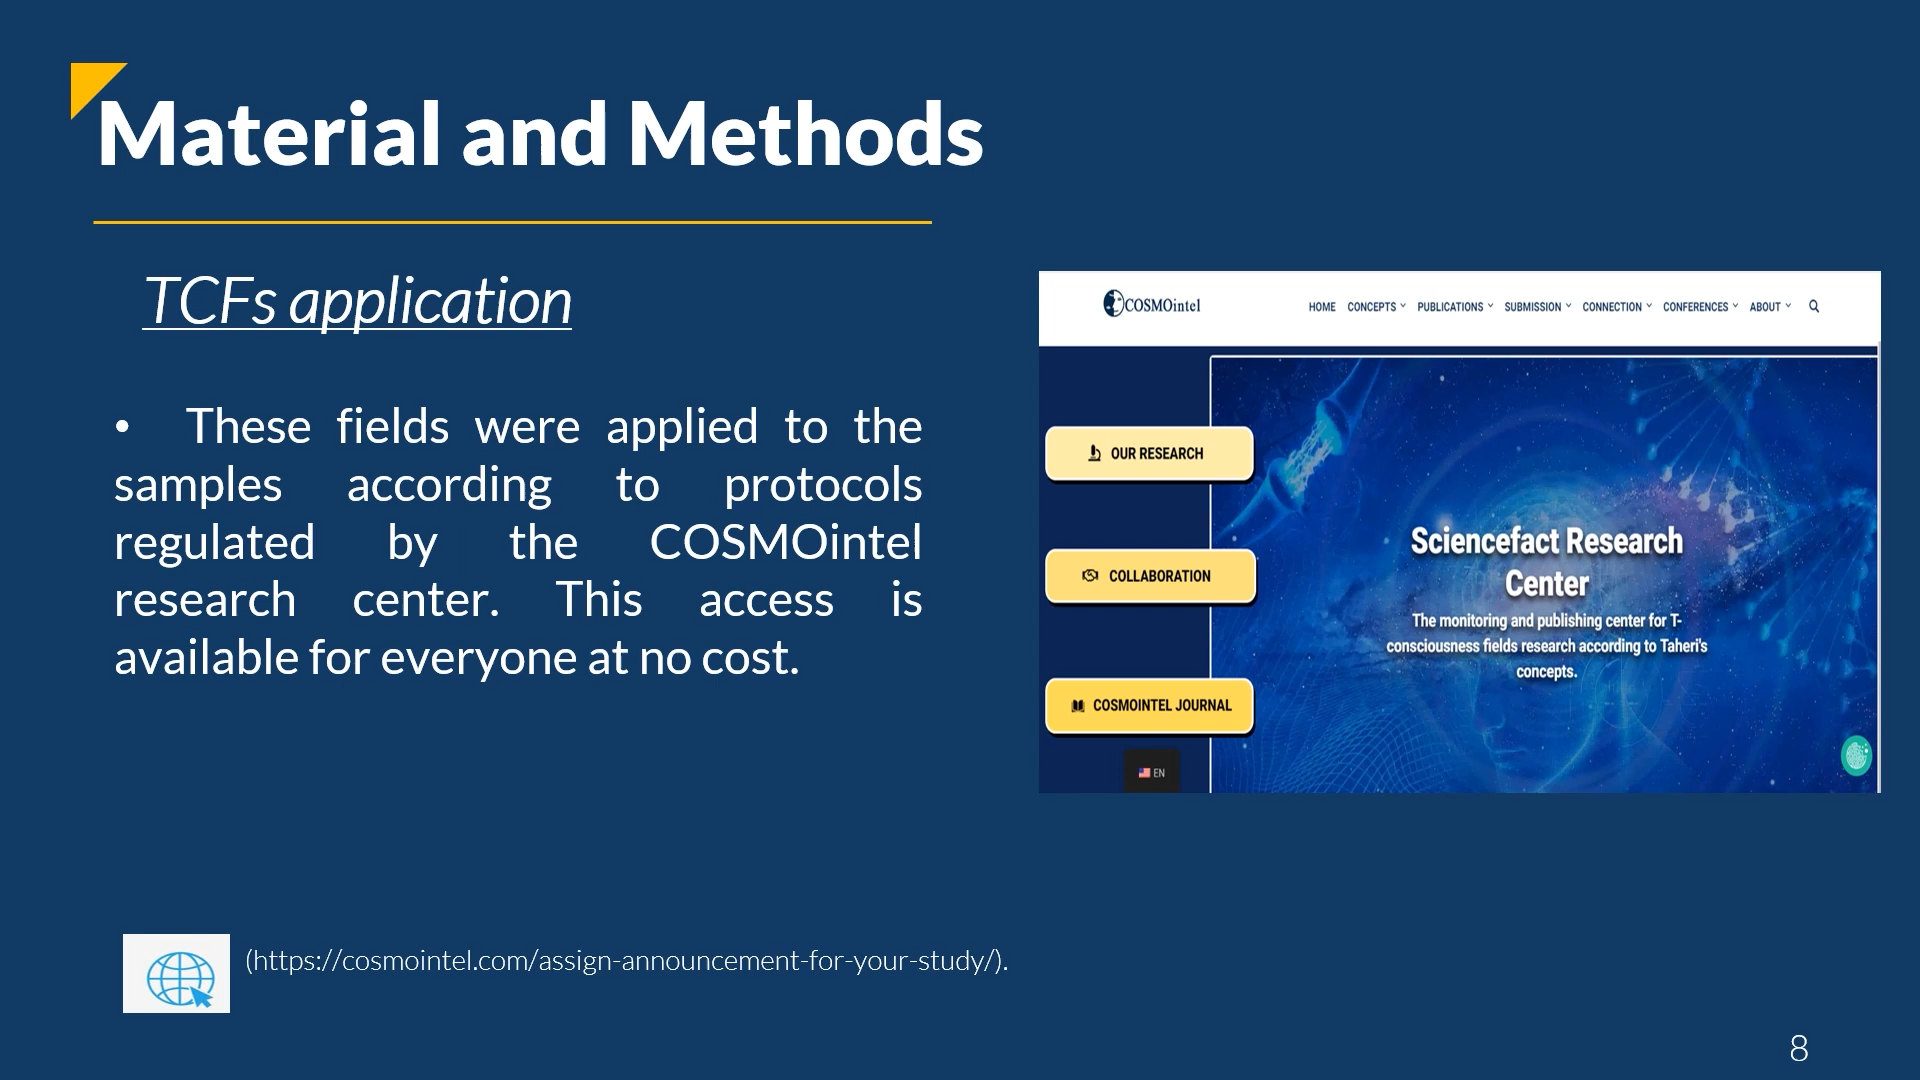 Material and Methods
TCFs application
• These fields were applied to the
samples according to protocols
regulated by the COSMOintel
research center. This access is
available for everyone at no cost.
COSMOintel
HOME CONCEPTS PUBLICATIONS SUBMISSION CONNECTION CONFERENCES ABOUT
OUR RESEARCH
COLLABORATION
COSMOINTEL JOURNAL
EN
Sciencefact Research
Center
The monitoring and publishing center for T-
consciousness fields research according to Taheri's
concepts.
(https://cosmointel.com/assign-announcement-for-your-study/).
8